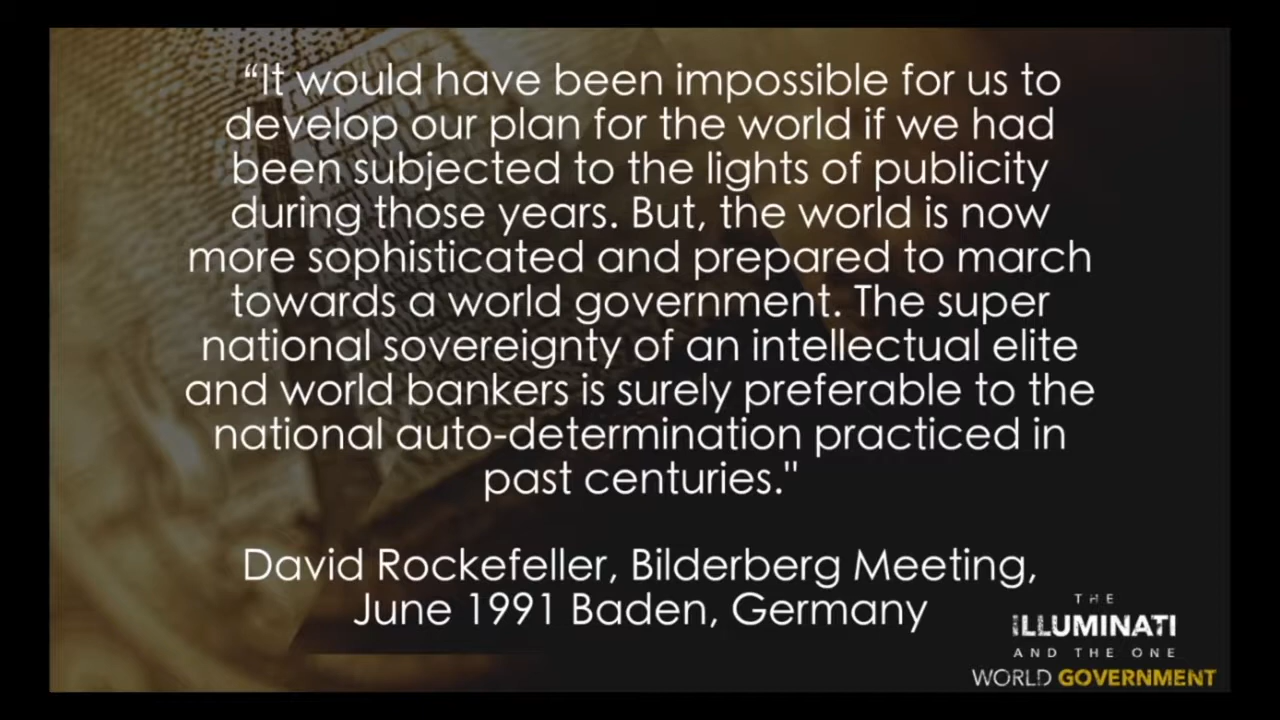 “It would have been impossible for us to
develop our plan for the world if we had
been subjected to the lights of publicity
during those years. But, the world is now
more sophisticated and prepared to march
towards a world government. The super
national sovereignty of an intellectual elite
and world bankers is surely preferable to the
national auto-determination practiced in
past centuries."
David Rockefeller, Bilderberg Meeting,
June 1991 Baden, Germany
THE
ILLUMINATI
AND THE ONE
WORLD GOVERNMENT